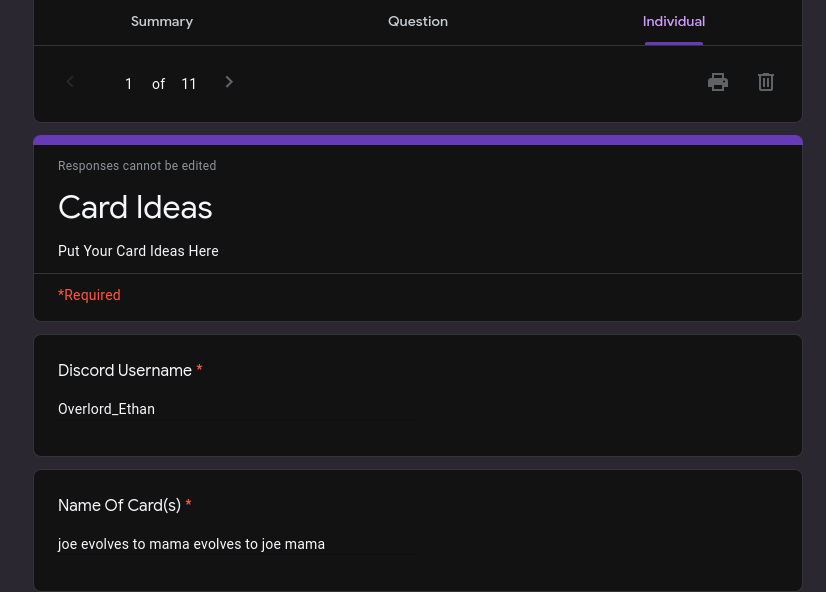 Summary Question Individual
1 of 11
Responses cannot be edited
Card Ideas
Put Your Card Ideas Here
*Required
Discord Username *
Overlord_Ethan
Name Of Card(s) *
joe evolves to mama evolves to joe mama